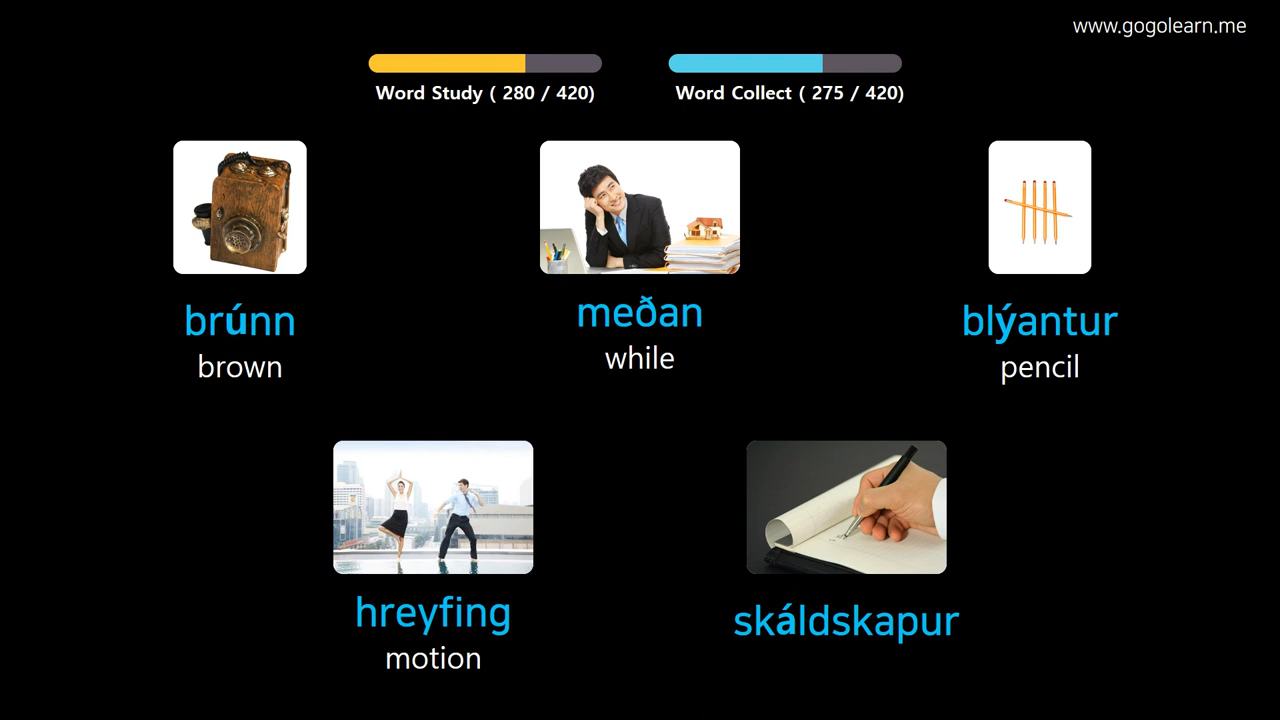 www.gogolearn.me
Word Study ( 280 / 420)
Word Collect ( 275 / 420)
brúnn
brown
meðan
while
blýantur
pencil
hreyfing
motion
skáldskapur